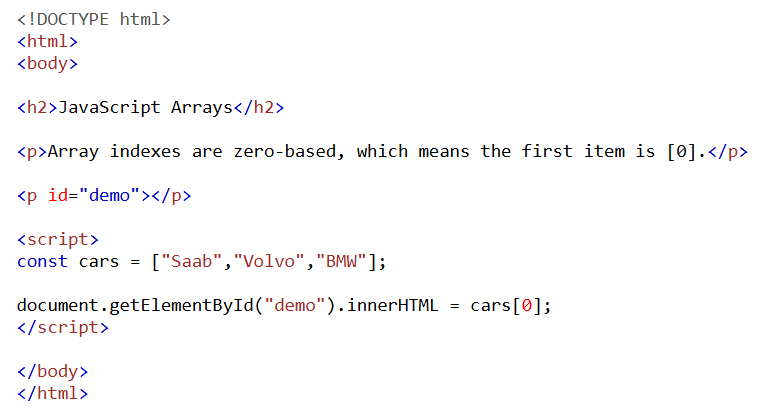 <!DOCTYPE html>
<html>
<body>
<h2>JavaScript Arrays</h2>
<p>Array indexes are zero-based, which means the first item is [0].</p>
<p id="demo"></p>
<script>
const cars = ["Saab","Volvo","BMW"];
document.getElementById("demo").innerHTML = cars[0];
</script>
</body>
</html>